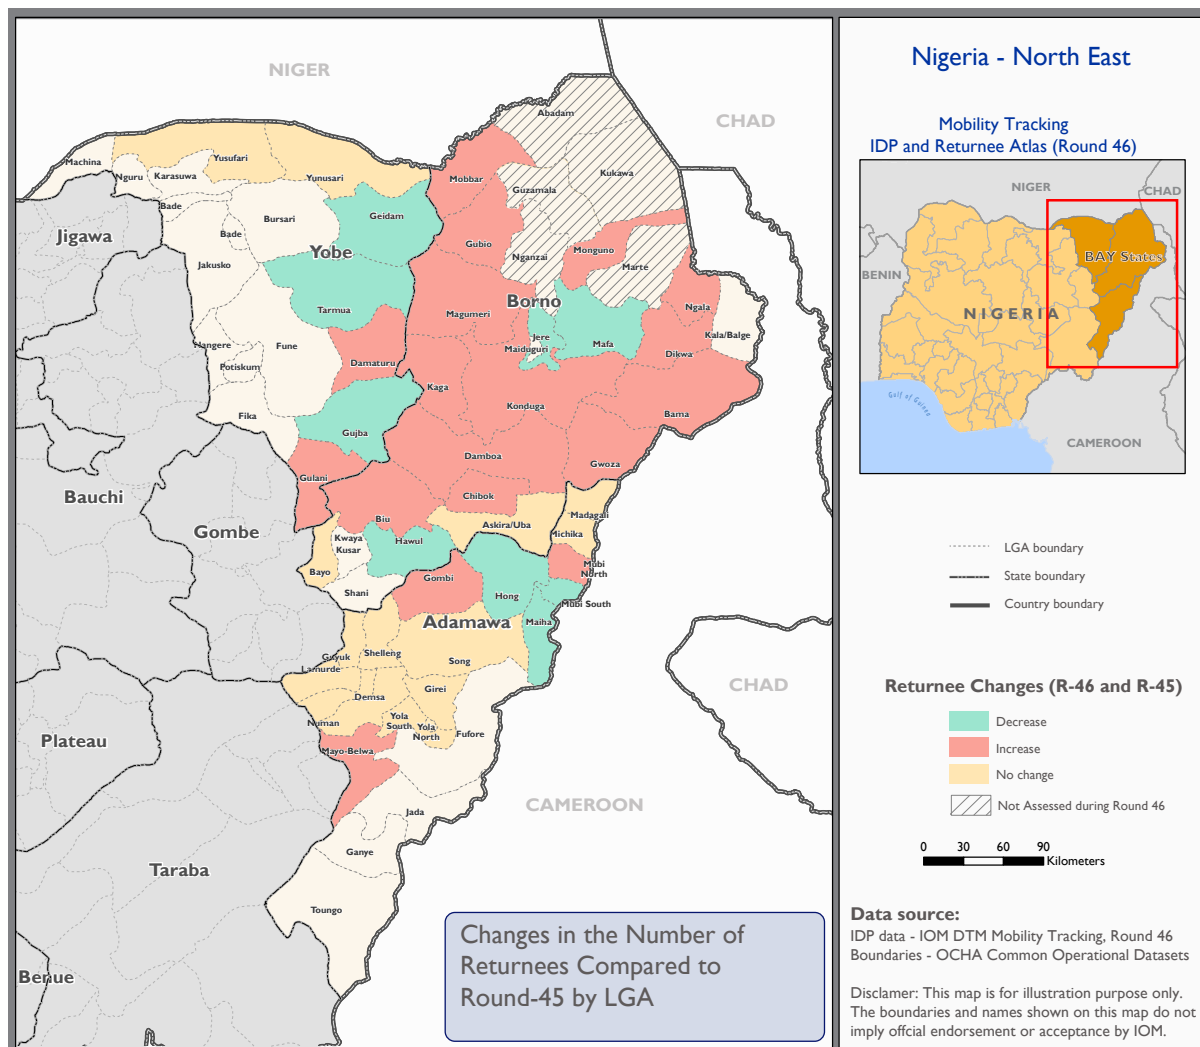 NIGER
CHAD
Abadam
Machina
Yusufari
Nguru
Karasuwa
Yunusari
Mobbar
Kukawa
Guzamala
Bade
Geidam
Bursari
Jigawa
Bade
Yobe
Gubio
Monguno
Nganzai
Jakusko
Marte
Borno
Tarmua
Magumeri
Ngala
Jere
Kala/Balge
Nangere
Fune
Maiduguri
Mafa
Dikwa
Potiskum
Damaturu
Kaga
Konduga
Fika
Bama
Gujba
Damboa
Gwoza
Gulani
Bauchi
Chibok
Gombe
Biu
Askira/Uba
Madagali
Kwaya
Kusar
Hawul
Michika
Bayo
Gombi
Mubi
North
Shani
Hong
Mubi South
Adamawa
Maiha
Guyuk
Shelleng
Lamurde
Song
CHAD
Demsa
Girei
Numan
Yola
South
Yola
North
Fufore
Plateau
Mayo-Belwa
CAMEROON
Jada
Ganye
Taraba
Toungo
Benue
Changes in the Number of
Returnees Compared to
Round-45 by LGA
Nigeria - North East
Mobility Tracking
IDP and Returnee Atlas (Round 46)
NIGER
CHAD
BENIN
BAY States
NIGERIA
Gulf of Guinea
CAMEROON
LGA boundary
State boundary
Country boundary
Returnee Changes (R-46 and R-45)
Decrease
Increase
No change
Not Assessed during Round 46
0 30 60 90
Kilometers
Data source:
IDP data - IOM DTM Mobility Tracking, Round 46
Boundaries - OCHA Common Operational Datasets
Disclamer: This map is for illustration purpose only.
The boundaries and names shown on this map do not
imply offcial endorsement or acceptance by IOM.